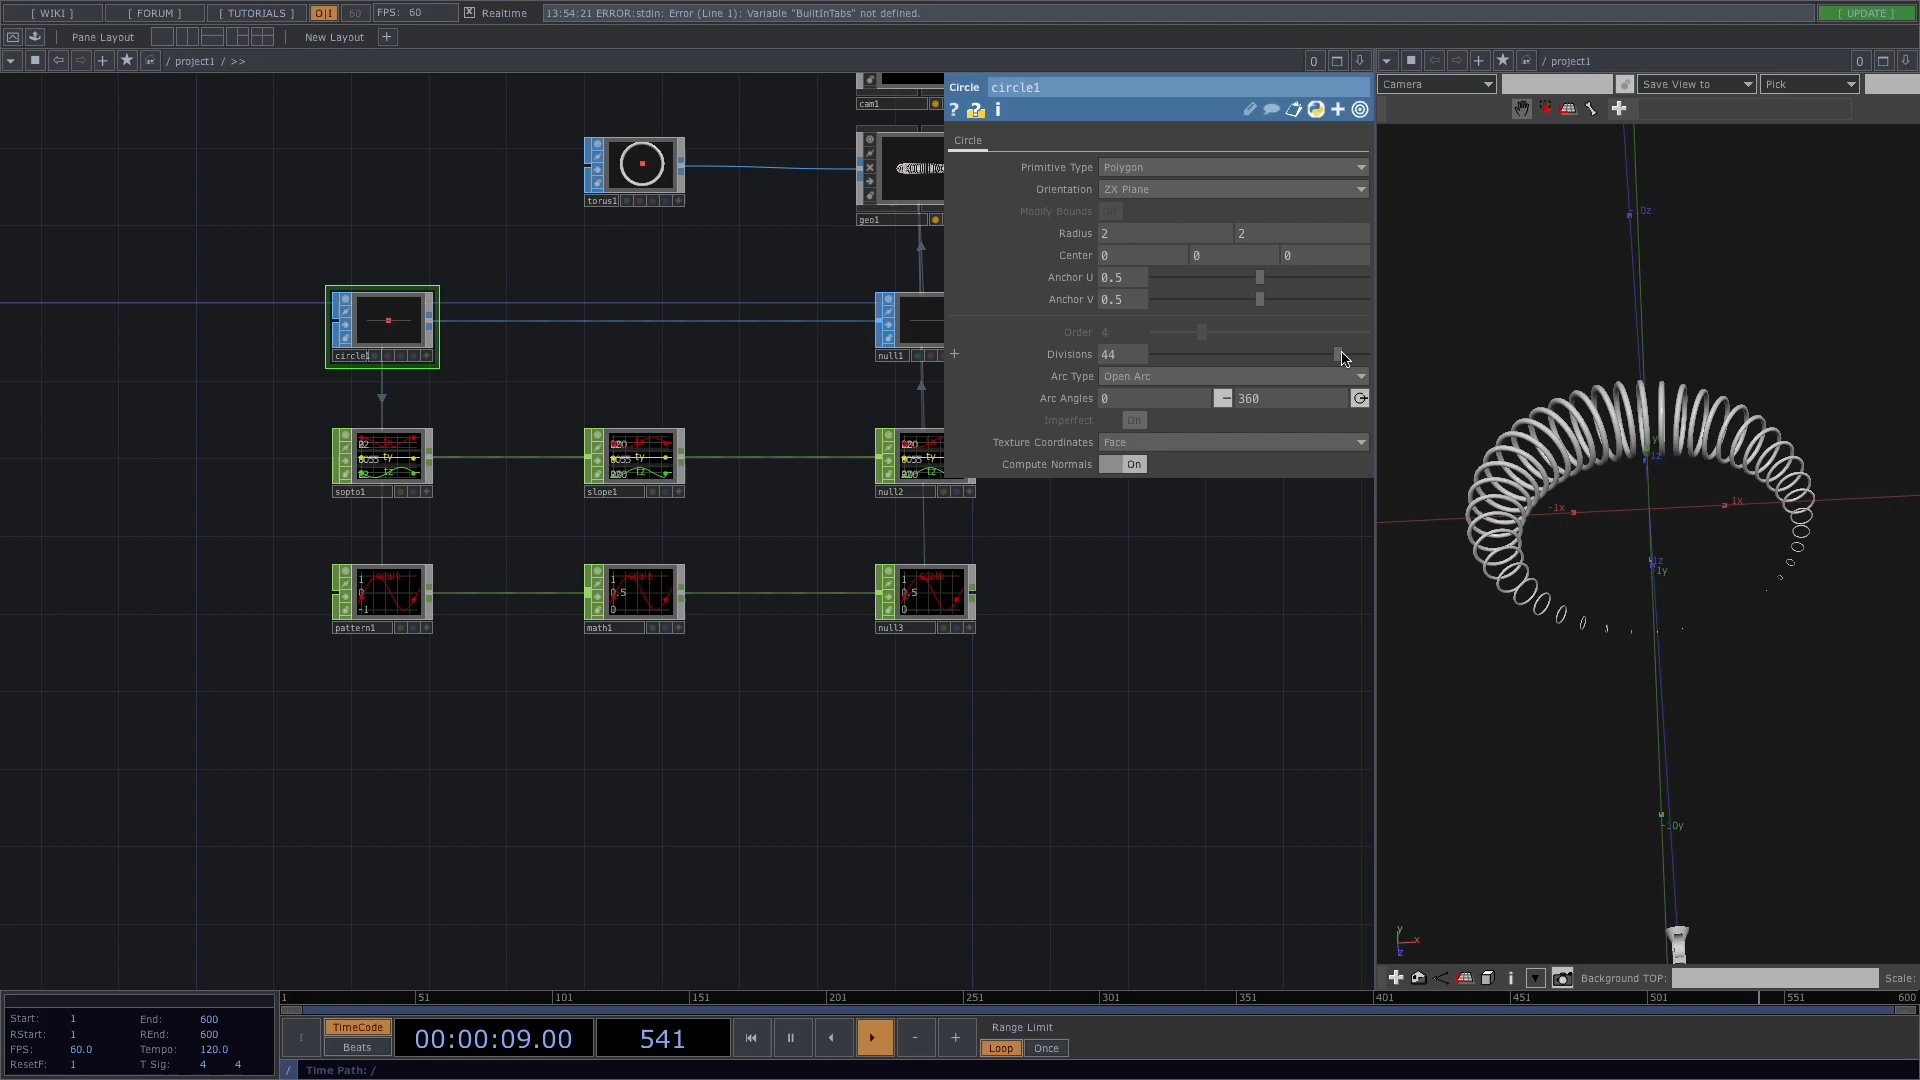 [ WIKI ] [ FORUM ] [ TUTORIALS ] O|I 60 FPS: 60 Realtime 13:54:21 ERROR:stdin: Error (Line 1): Variable "BuiltInTabs" not defined. [ UPDATE ]
Pane Layout New Layout +
/ project1 / >> 0 / project1 0
Camera Save View to Pick
cam1
geo1
torus1
circle1
null1
sopto1
slope1
null2
pattern1
math1
null3
Circle circle1
Circle
Primitive Type Polygon
Orientation ZX Plane
Modify Bounds Off
Radius 2 2
Center 0 0 0
Anchor U 0.5
Anchor V 0.5
Order 4
Divisions 44
Arc Type Open Arc
Arc Angles 0 360
Imperfect On
Texture Coordinates Face
Compute Normals On
-1x
1x
Background TOP: Scale:
1 51 101 151 201 251 301 351 401 451 501 551 600
Start: 1 End: 600
RStart: 1 REnd: 600
FPS: 60.0 Tempo: 120.0
ResetF: 1 T Sig: 4 4
TimeCode
Beats
00:00:09.00 541
Range Limit
Loop Once
/ Time Path: /